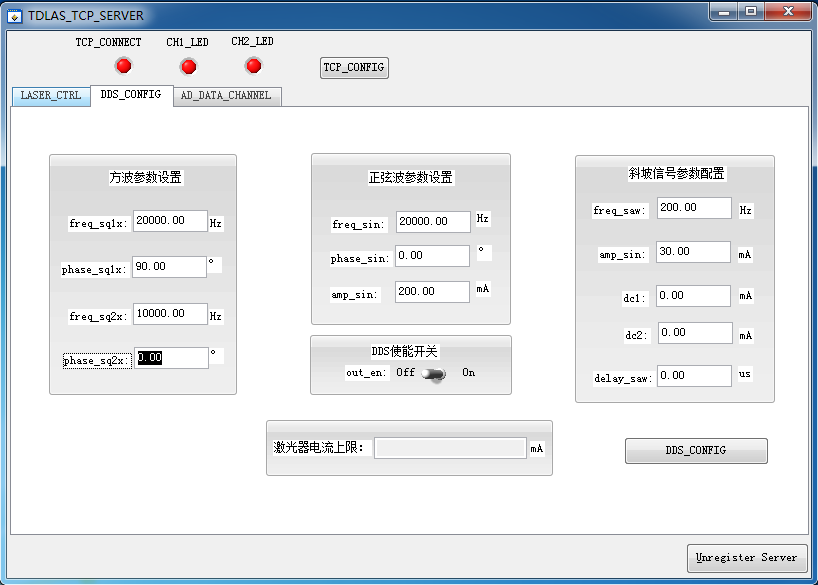 TDLAS_TCP_SERVER
TCP_CONNECT CH1_LED CH2_LED
TCP_CONFIG
LASER_CTRL DDS_CONFIG AD_DATA_CHANNEL
方波参数设置
freq_sq1x: 20000.00 Hz
phase_sq1x: 90.00 °
freq_sq2x: 10000.00 Hz
phase_sq2x: 0.00 °
正弦波参数设置
freq_sin: 20000.00 Hz
phase_sin: 0.00 °
amp_sin: 200.00 mA
DDS使能开关
out_en: Off On
斜坡信号参数配置
freq_saw: 200.00 Hz
amp_sin: 30.00 mA
dc1: 0.00 mA
dc2: 0.00 mA
delay_saw: 0.00 us
激光器电流上限: mA
DDS_CONFIG
Unregister Server